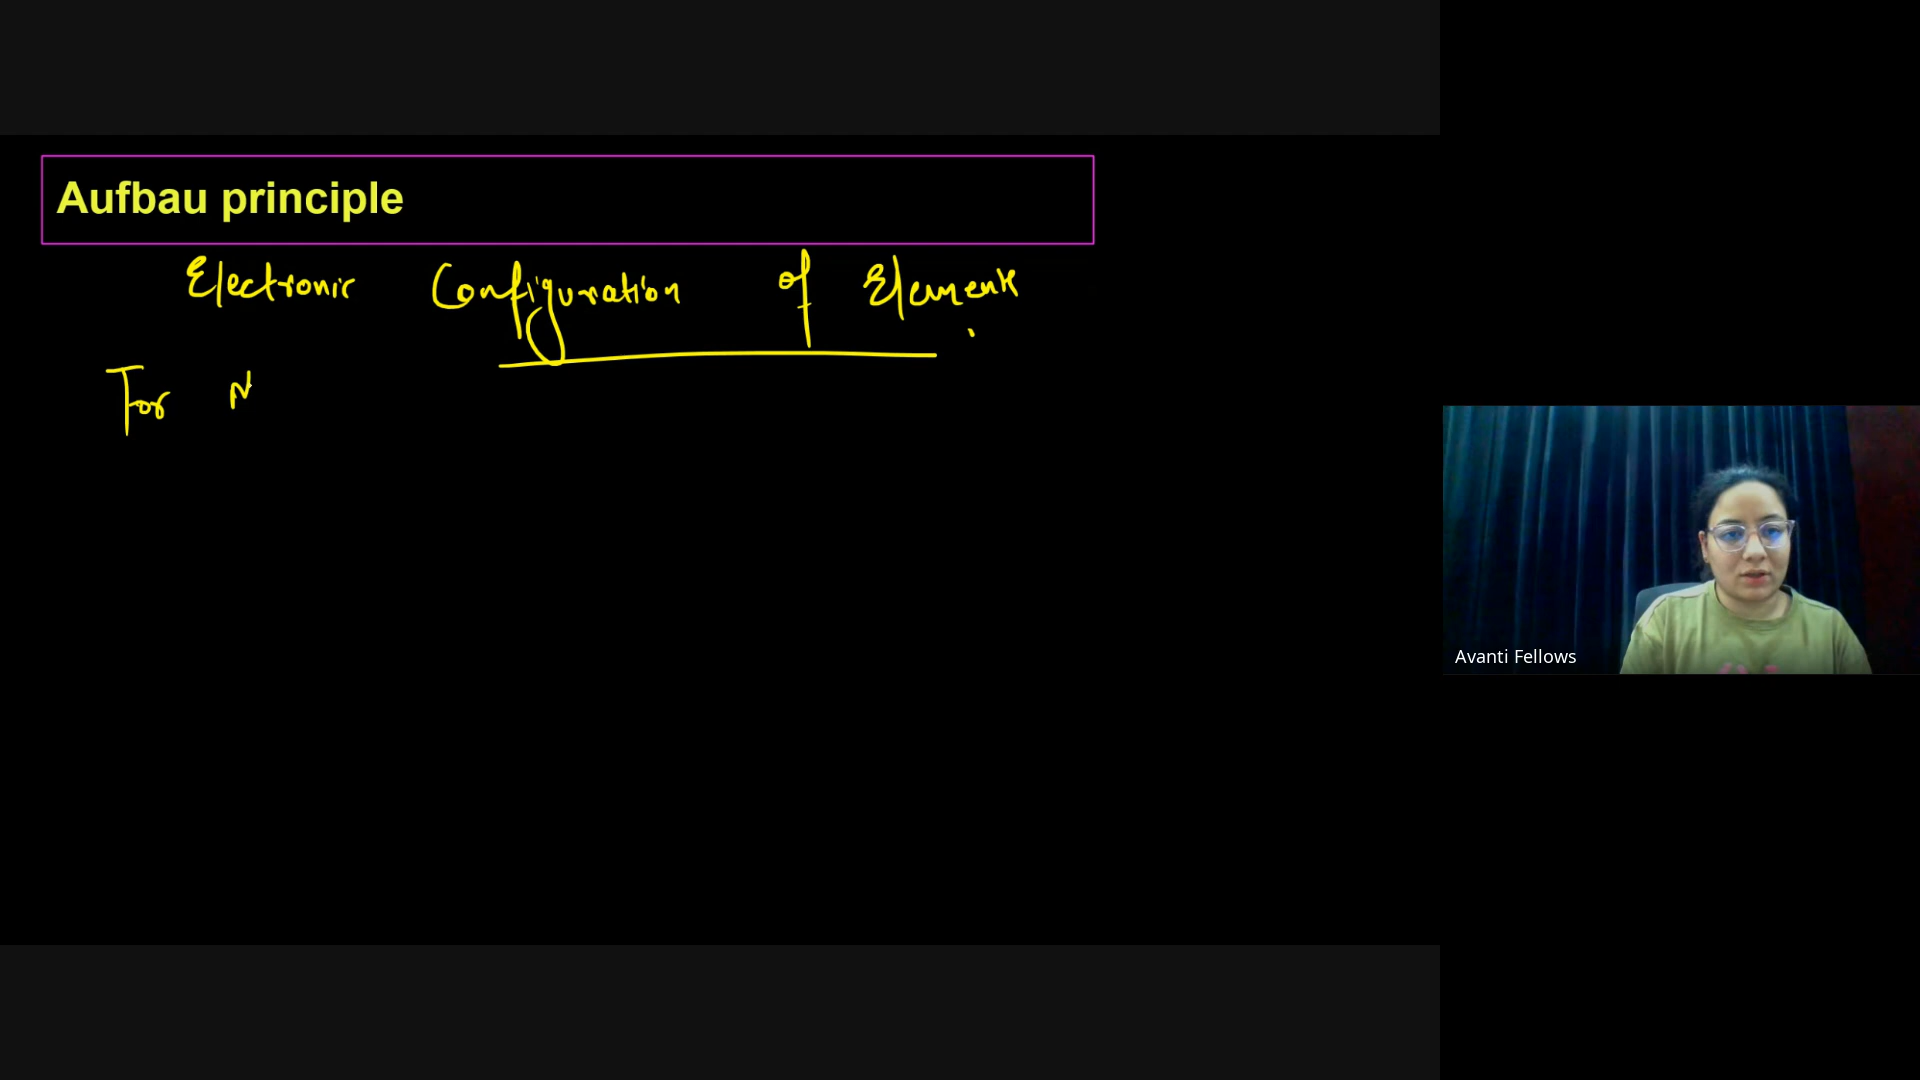 Aufbau principle
Electronic Configuration of Elements
For N
Avanti Fellows